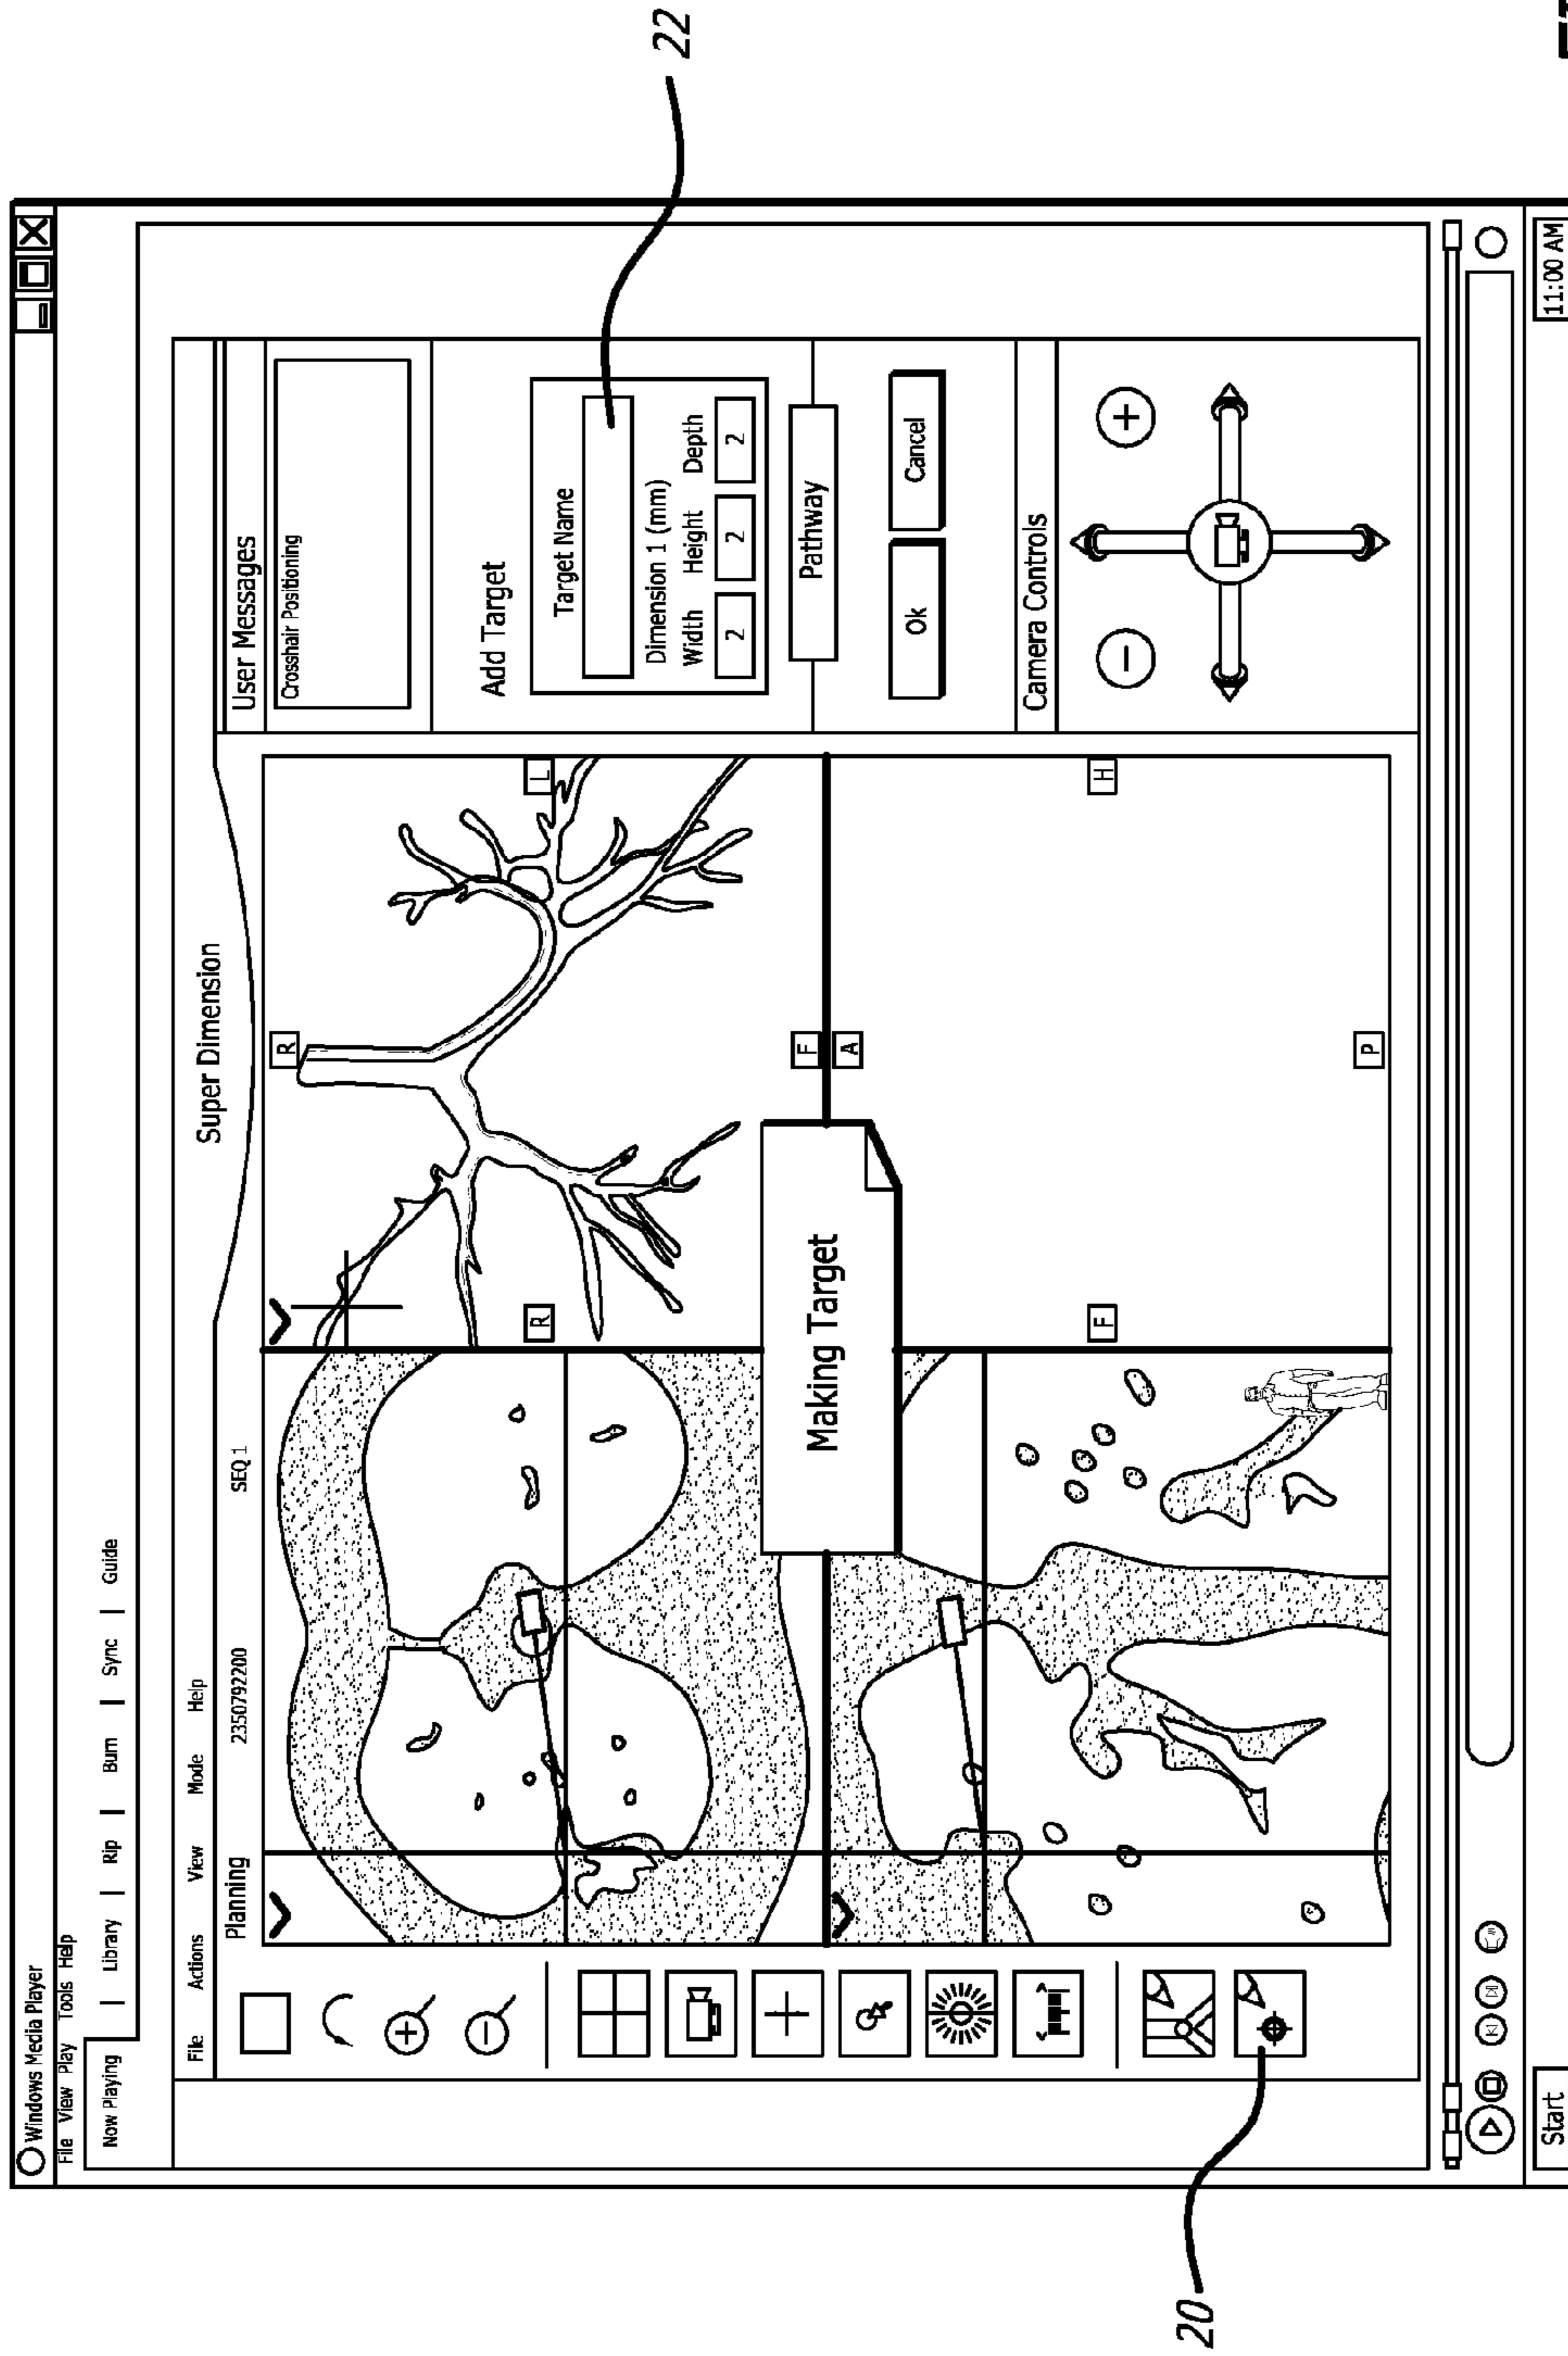 Windows Media Player
File View Play Tools Help
Now Playing | Library | Rip | Burn | Sync | Guide
Super Dimension
File Actions View Mode Help
Planning 2350792200 SEQ 1
User Messages
Crosshair Positioning
R
R
L
F
A
Making Target
F
H
P
Add Target
Target Name
Dimension 1 (mm)
Width Height Depth
2 2 2
Pathway
Ok Cancel
Camera Controls
Start
11:00 AM
20
22